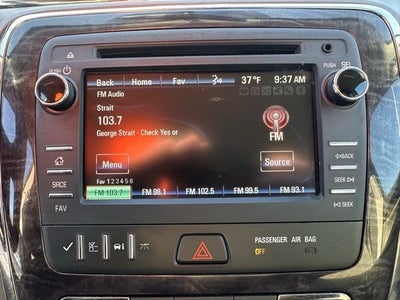 PUSH
PUSH SEL
Back Home Fav 37°F 9:37 AM
FM Audio
Strait
103.7
George Strait - Check Yes or
FM
Menu
Source
Fav 1 2 3 4 5 6
FM 103.7 FM 98.1 FM 102.5 FM 99.5 FM 93.1
SRCE
FAV
BACK
SEEK
SEEK
PASSENGER AIR BAG
OFF